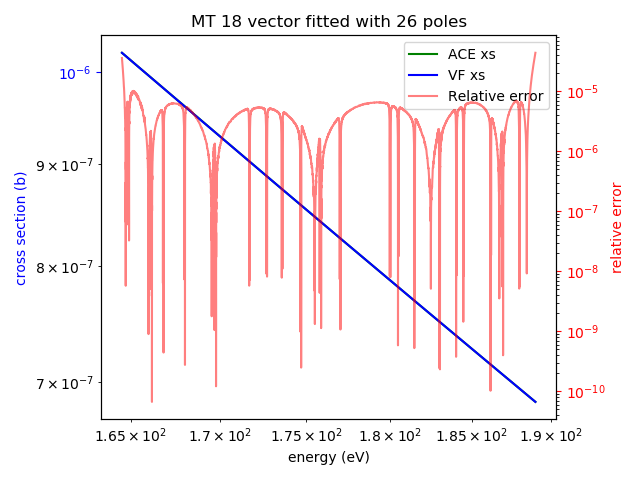 MT 18 vector fitted with 26 poles
ACE xs
VF xs
Relative error
10⁻⁶
9 × 10⁻⁷
8 × 10⁻⁷
7 × 10⁻⁷
cross section (b)
10⁻⁵
10⁻⁶
10⁻⁷
10⁻⁸
10⁻⁹
10⁻¹⁰
relative error
1.65 × 10² 1.7 × 10² 1.75 × 10² 1.8 × 10² 1.85 × 10² 1.9 × 10²
energy (eV)